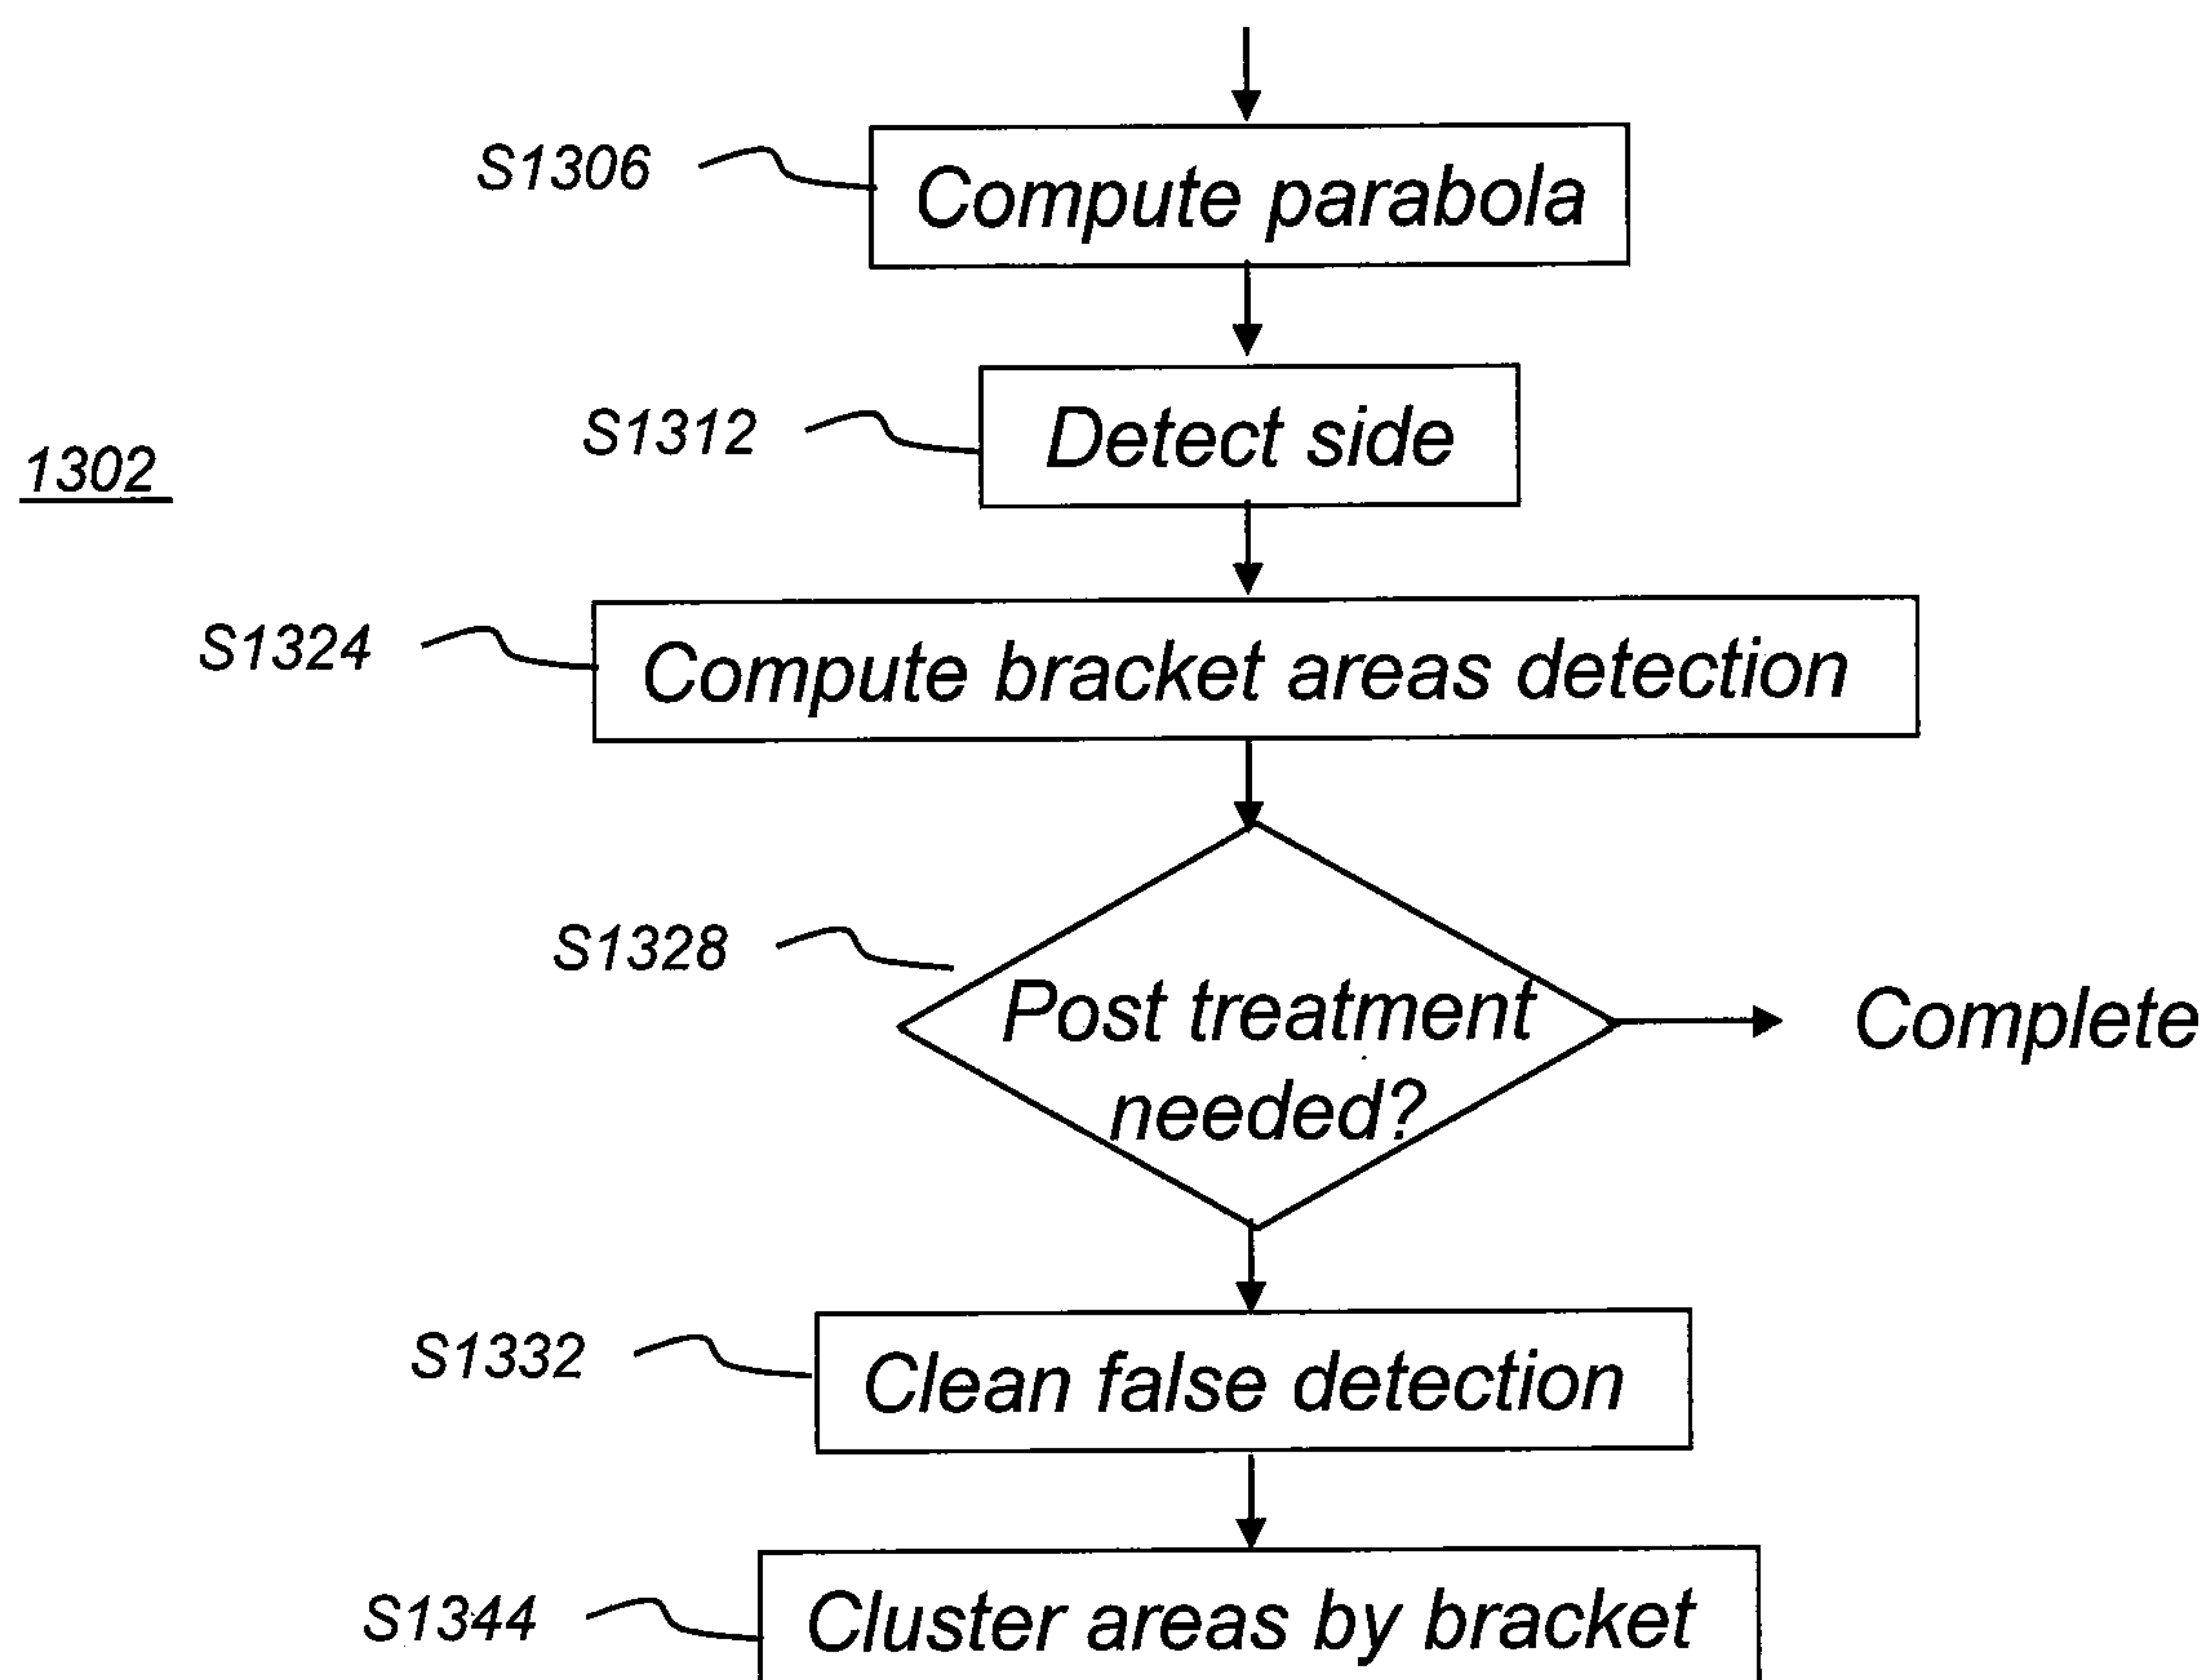 S1306
Compute parabola
S1312
Detect side
1302
S1324
Compute bracket areas detection
S1328
Post treatment
needed?
Complete
S1332
Clean false detection
S1344
Cluster areas by bracket